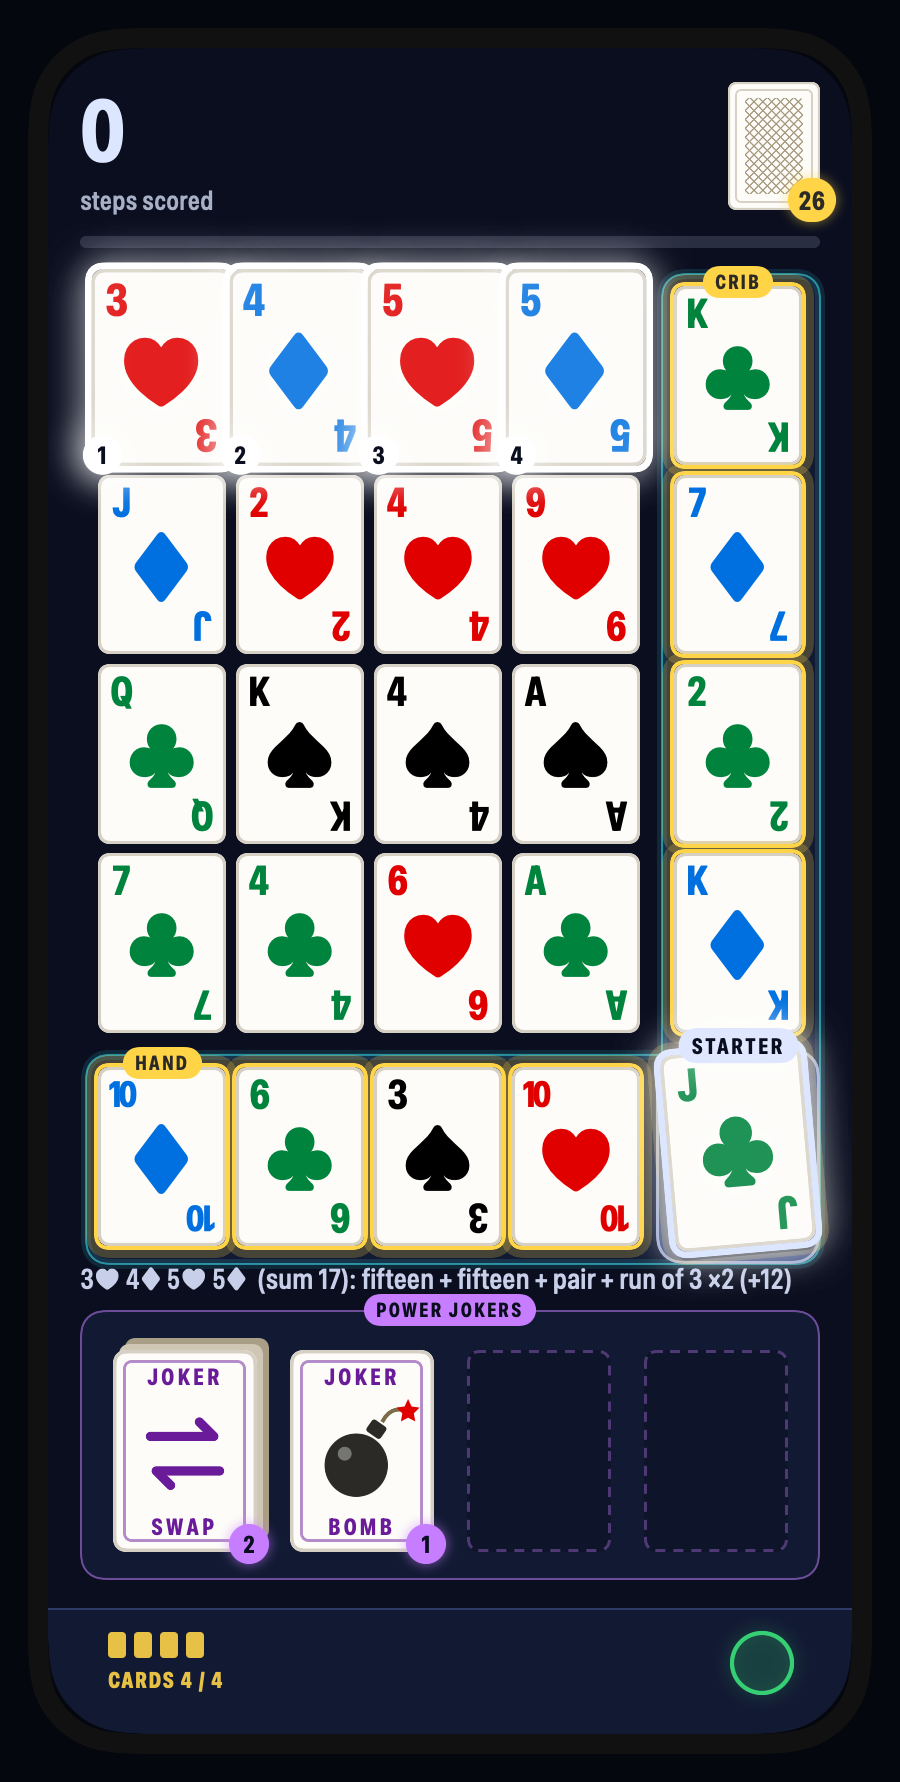 0
steps scored
26
CRIB
3 4 5 5 K
3 4 5 5 K
1 2 3 4
J 2 4 9 7
J 2 4 9 7
Q K 4 A 2
Q K 4 A 2
7 4 6 A K
7 4 6 A K
STARTER
HAND
10 6 3 10 J
10 6 3 10 J
3♥ 4♦ 5♥ 5♦ (sum 17): fifteen + fifteen + pair + run of 3 ×2 (+12)
POWER JOKERS
JOKER JOKER
SWAP BOMB
2 1
CARDS 4 / 4